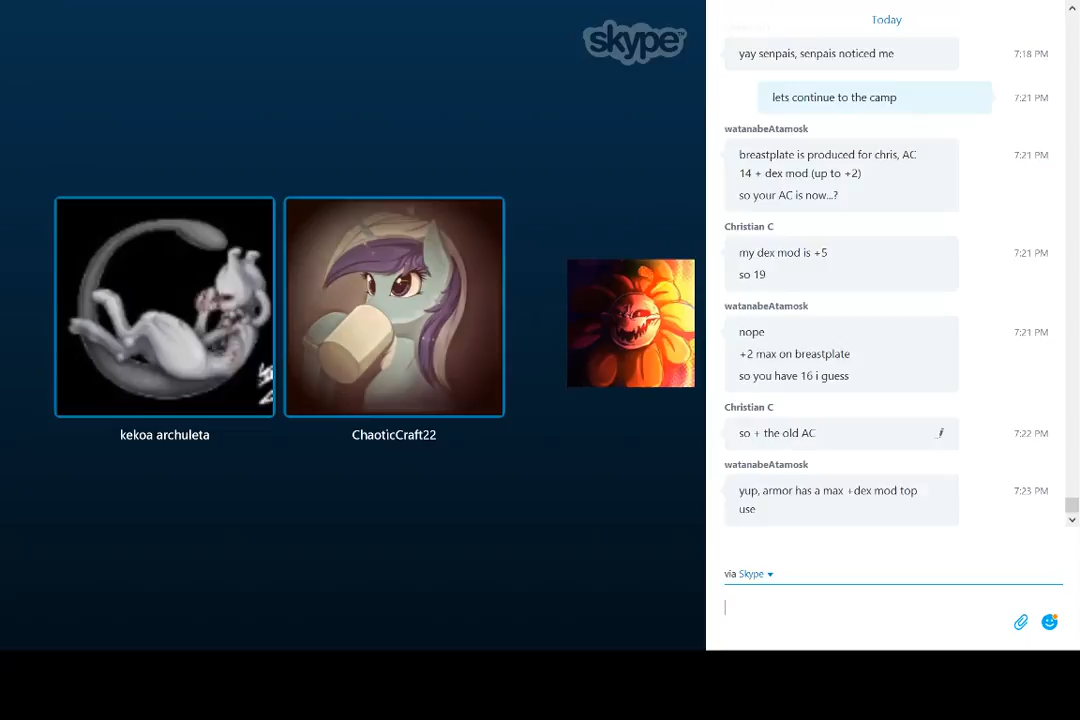 skype™
kekoa archuleta
ChaoticCraft22
Today
yay senpais, senpais noticed me
7:18 PM
lets continue to the camp
7:21 PM
watanabeAtamosk
breastplate is produced for chris, AC
14 + dex mod (up to +2)
so your AC is now...?
7:21 PM
Christian C
my dex mod is +5
so 19
7:21 PM
watanabeAtamosk
nope
+2 max on breastplate
so you have 16 i guess
7:21 PM
Christian C
so + the old AC
7:22 PM
watanabeAtamosk
yup, armor has a max +dex mod top
use
7:23 PM
via Skype